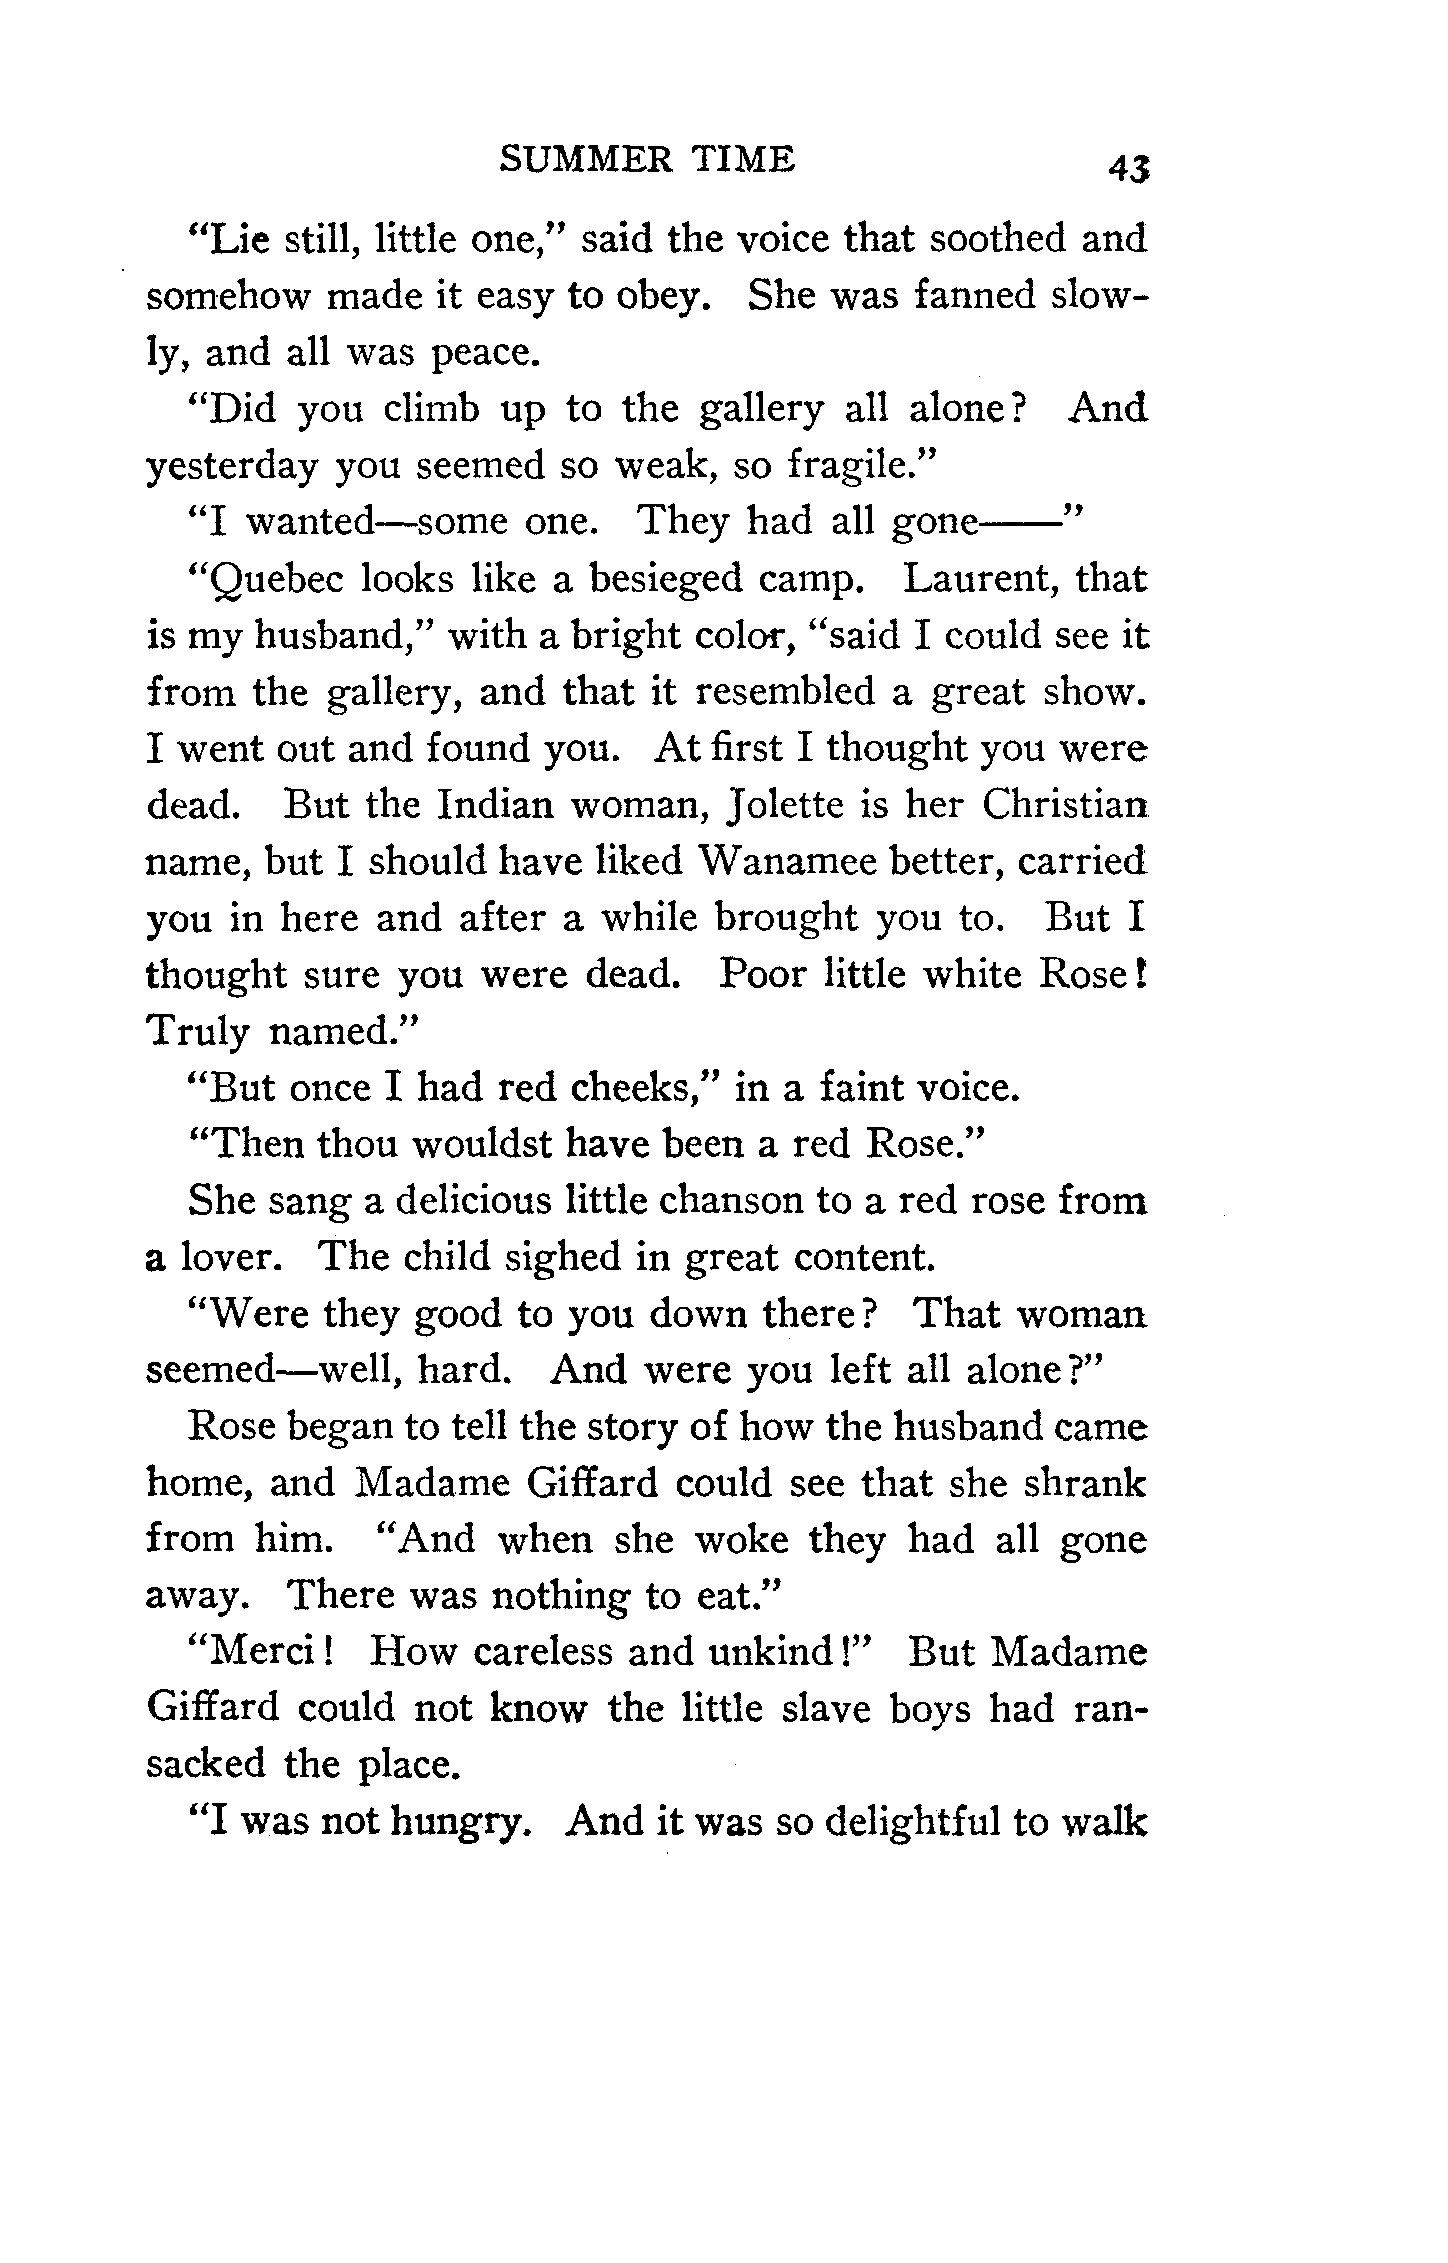 SUMMER TIME 43
“Lie still, little one,” said the voice that soothed and
somehow made it easy to obey. She was fanned slow-
ly, and all was peace.
“Did you climb up to the gallery all alone? And
yesterday you seemed so weak, so fragile.”
“I wanted—some one. They had all gone——”
“Quebec looks like a besieged camp. Laurent, that
is my husband,” with a bright color, “said I could see it
from the gallery, and that it resembled a great show.
I went out and found you. At first I thought you were
dead. But the Indian woman, Jolette is her Christian
name, but I should have liked Wanamee better, carried
you in here and after a while brought you to. But I
thought sure you were dead. Poor little white Rose!
Truly named.”
“But once I had red cheeks,” in a faint voice.
“Then thou wouldst have been a red Rose.”
She sang a delicious little chanson to a red rose from
a lover. The child sighed in great content.
“Were they good to you down there? That woman
seemed—well, hard. And were you left all alone?”
Rose began to tell the story of how the husband came
home, and Madame Giffard could see that she shrank
from him. “And when she woke they had all gone
away. There was nothing to eat.”
“Merci! How careless and unkind!” But Madame
Giffard could not know the little slave boys had ran-
sacked the place.
“I was not hungry. And it was so delightful to walk